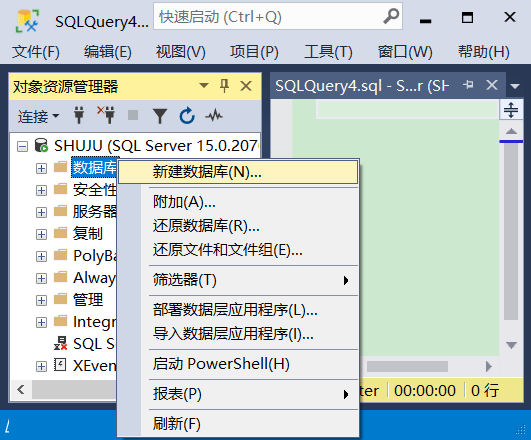 SQLQuery4...
快速启动 (Ctrl+Q)
文件(F) 编辑(E) 视图(V) 项目(P) 工具(T) 窗口(W) 帮助(H)
对象资源管理器
SQLQuery4.sql - S...r (SH
连接
SHUJU (SQL Server 15.0.207
数据库
新建数据库(N)...
安全性
附加(A)...
服务器
还原数据库(R)...
复制
还原文件和文件组(E)...
PolyBa
Alway
筛选器(T)
管理
部署数据层应用程序(L)...
Integr
导入数据层应用程序(I)...
SQL S
XEven
启动 PowerShell(H)
报表(P)
ter 00:00:00 0 行
刷新(F)